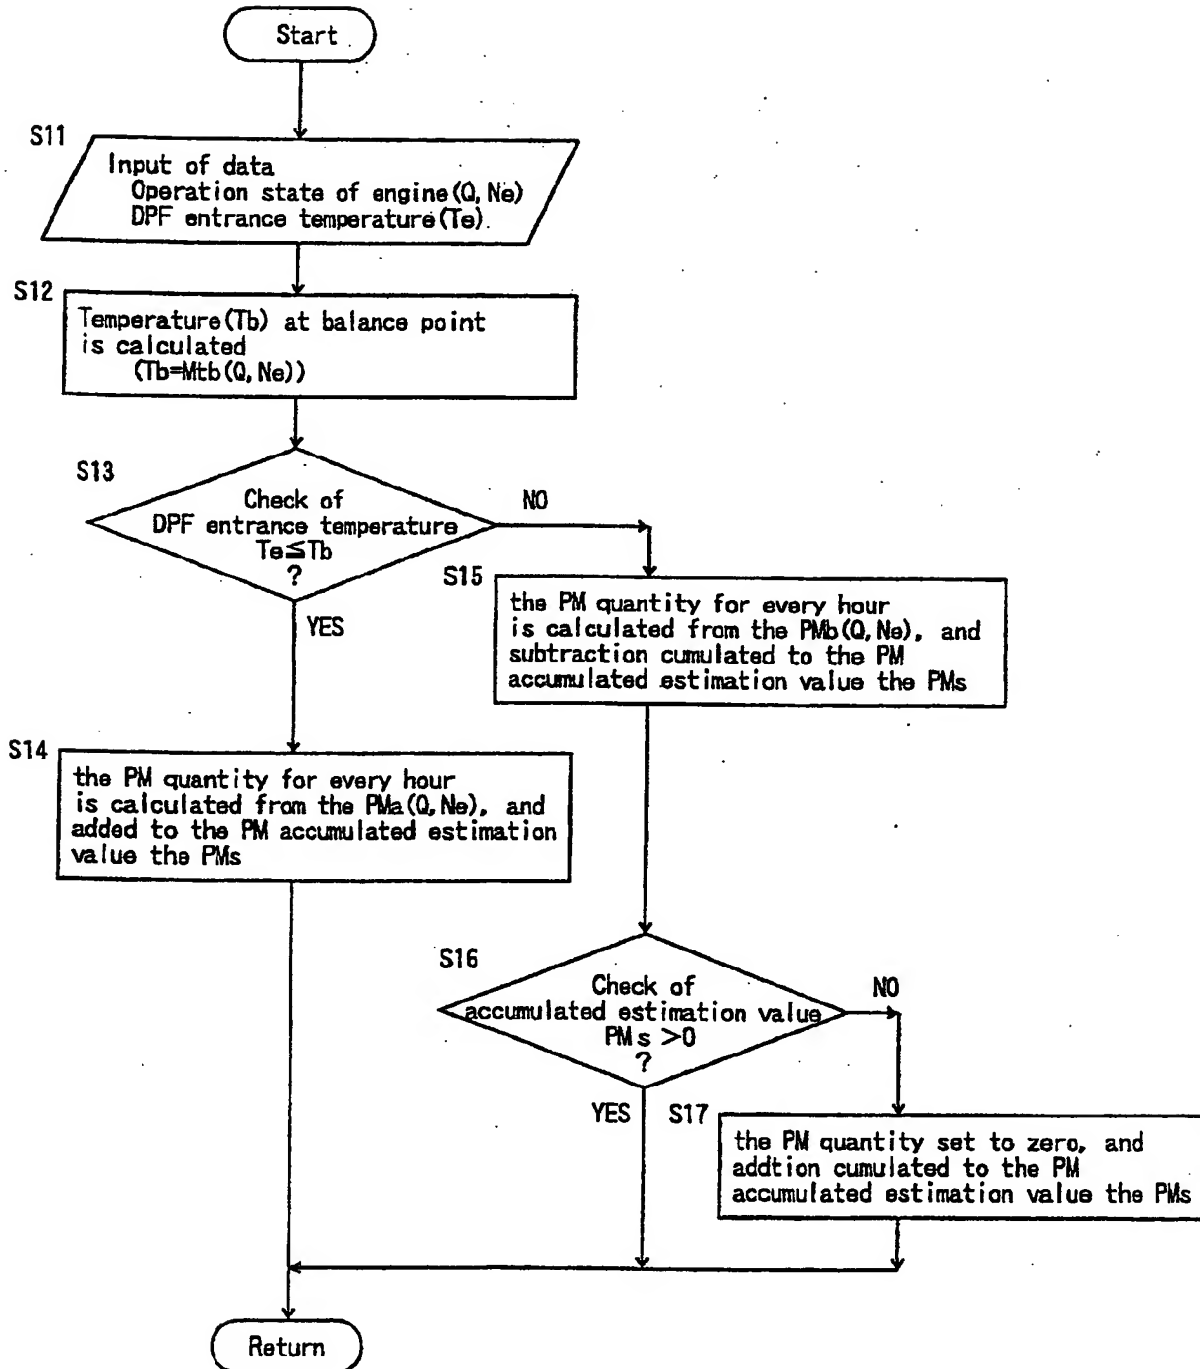 Start
S11
Input of data
Operation state of engine(Q,Ne)
DPF entrance temperature(Te).
S12
Temperature(Tb) at balance point
is calculated
(Tb=Mtb(Q,Ne))
S13
Check of
DPF entrance temperature
Te≦Tb
?
NO
YES
S15
the PM quantity for every hour
is calculated from the PMb(Q,Ne), and
subtraction cumulated to the PM
accumulated estimation value the PMs
S14
the PM quantity for every hour
is calculated from the PMa(Q,Ne), and
added to the PM accumulated estimation
value the PMs
S16
Check of
accumulated estimation value
PMs >0
?
NO
YES
S17
the PM quantity set to zero, and
addtion cumulated to the PM
accumulated estimation value the PMs
Return